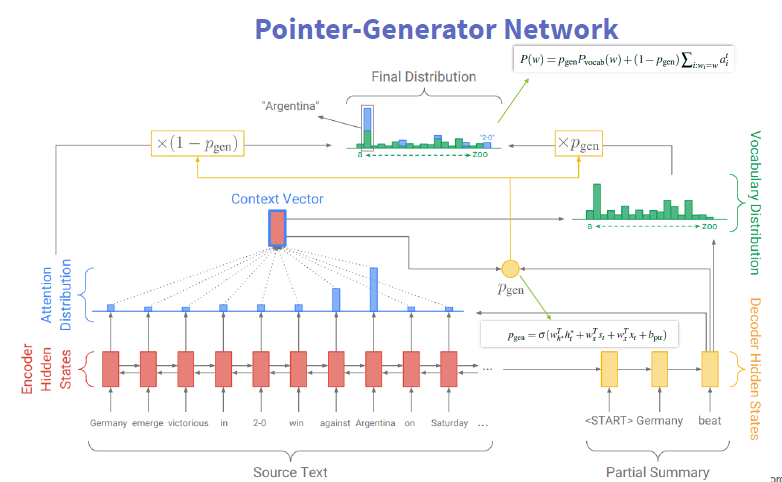 Pointer-Generator Network
P(w) = p_gen P_vocab(w) + (1 − p_gen) ∑_{i:w_i=w} a_i^t
Final Distribution
"Argentina"
"2-0"
a
zoo
×(1 − p_gen)
×p_gen
Context Vector
a
zoo
Vocabulary Distribution
Attention
Distribution
p_gen
p_gen = σ(w_{h*}^T h_t^* + w_s^T s_t + w_x^T x_t + b_ptr)
Encoder
Hidden
States
...
Decoder Hidden States
Germany emerge victorious in 2-0 win against Argentina on Saturday ...
<START> Germany beat
Source Text
Partial Summary